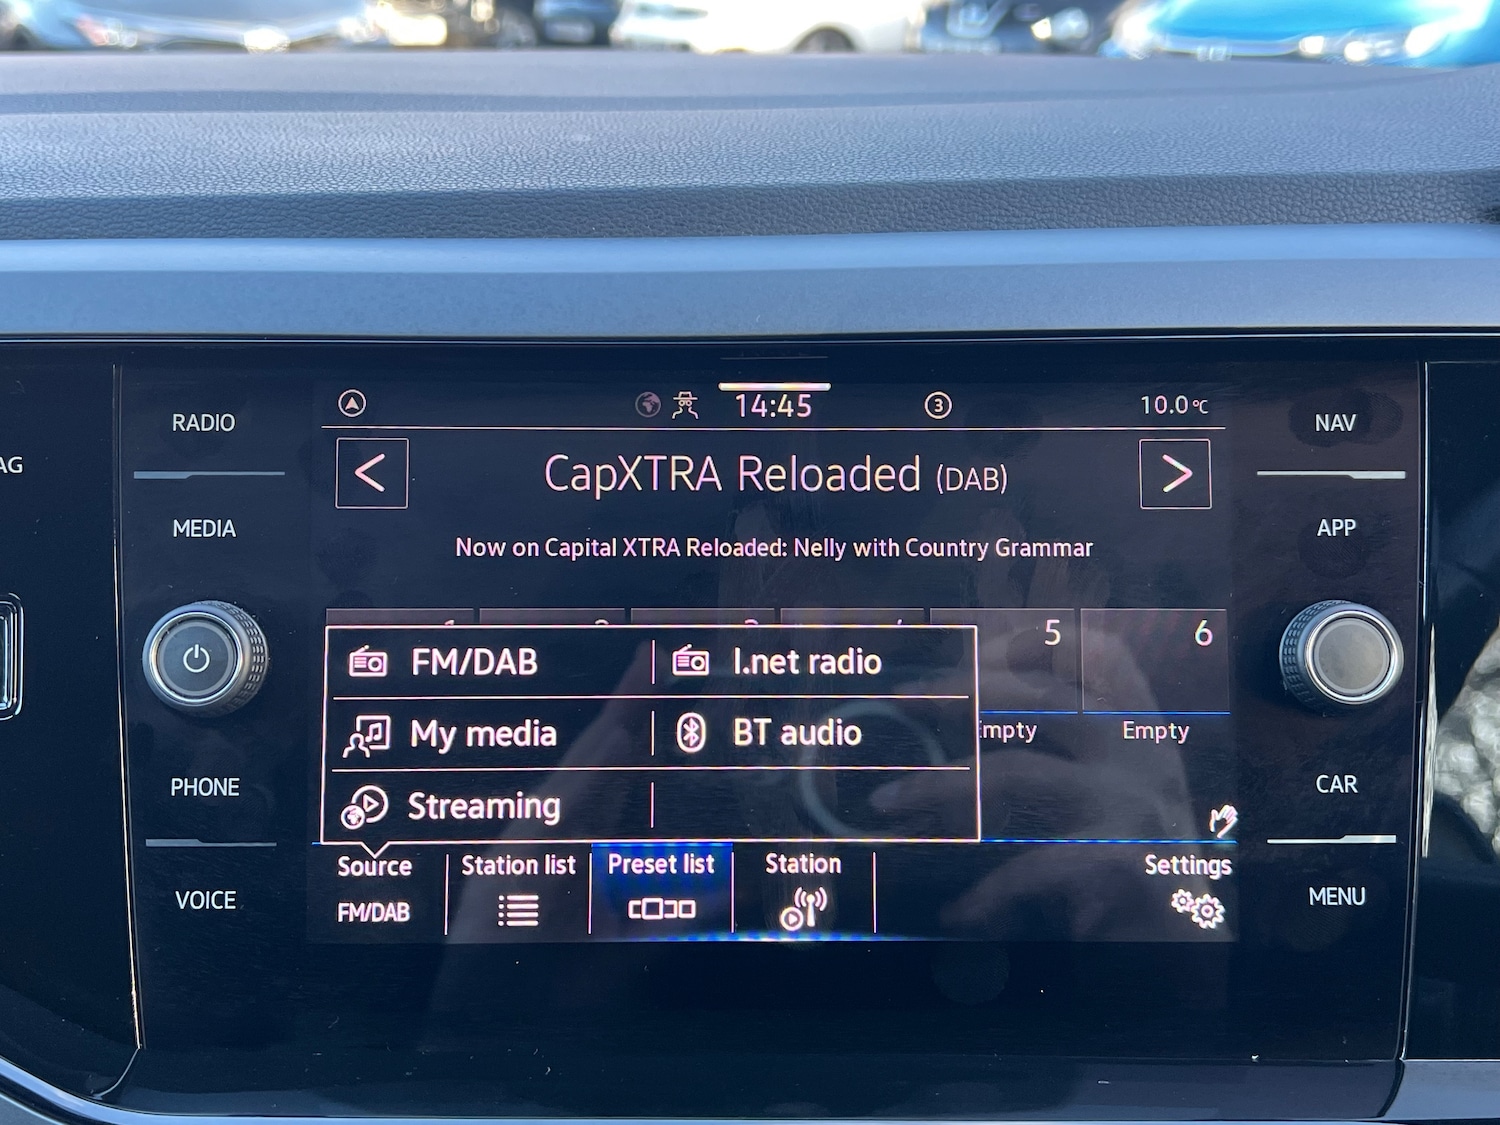 RADIO
MEDIA
PHONE
VOICE
AG
14:45
3
10.0°C
<
CapXTRA Reloaded (DAB)
>
Now on Capital XTRA Reloaded: Nelly with Country Grammar
5
6
FM/DAB
I.net radio
My media
BT audio
Streaming
Empty
Source
Station list
Preset list
Station
Settings
FM/DAB
NAV
APP
CAR
MENU